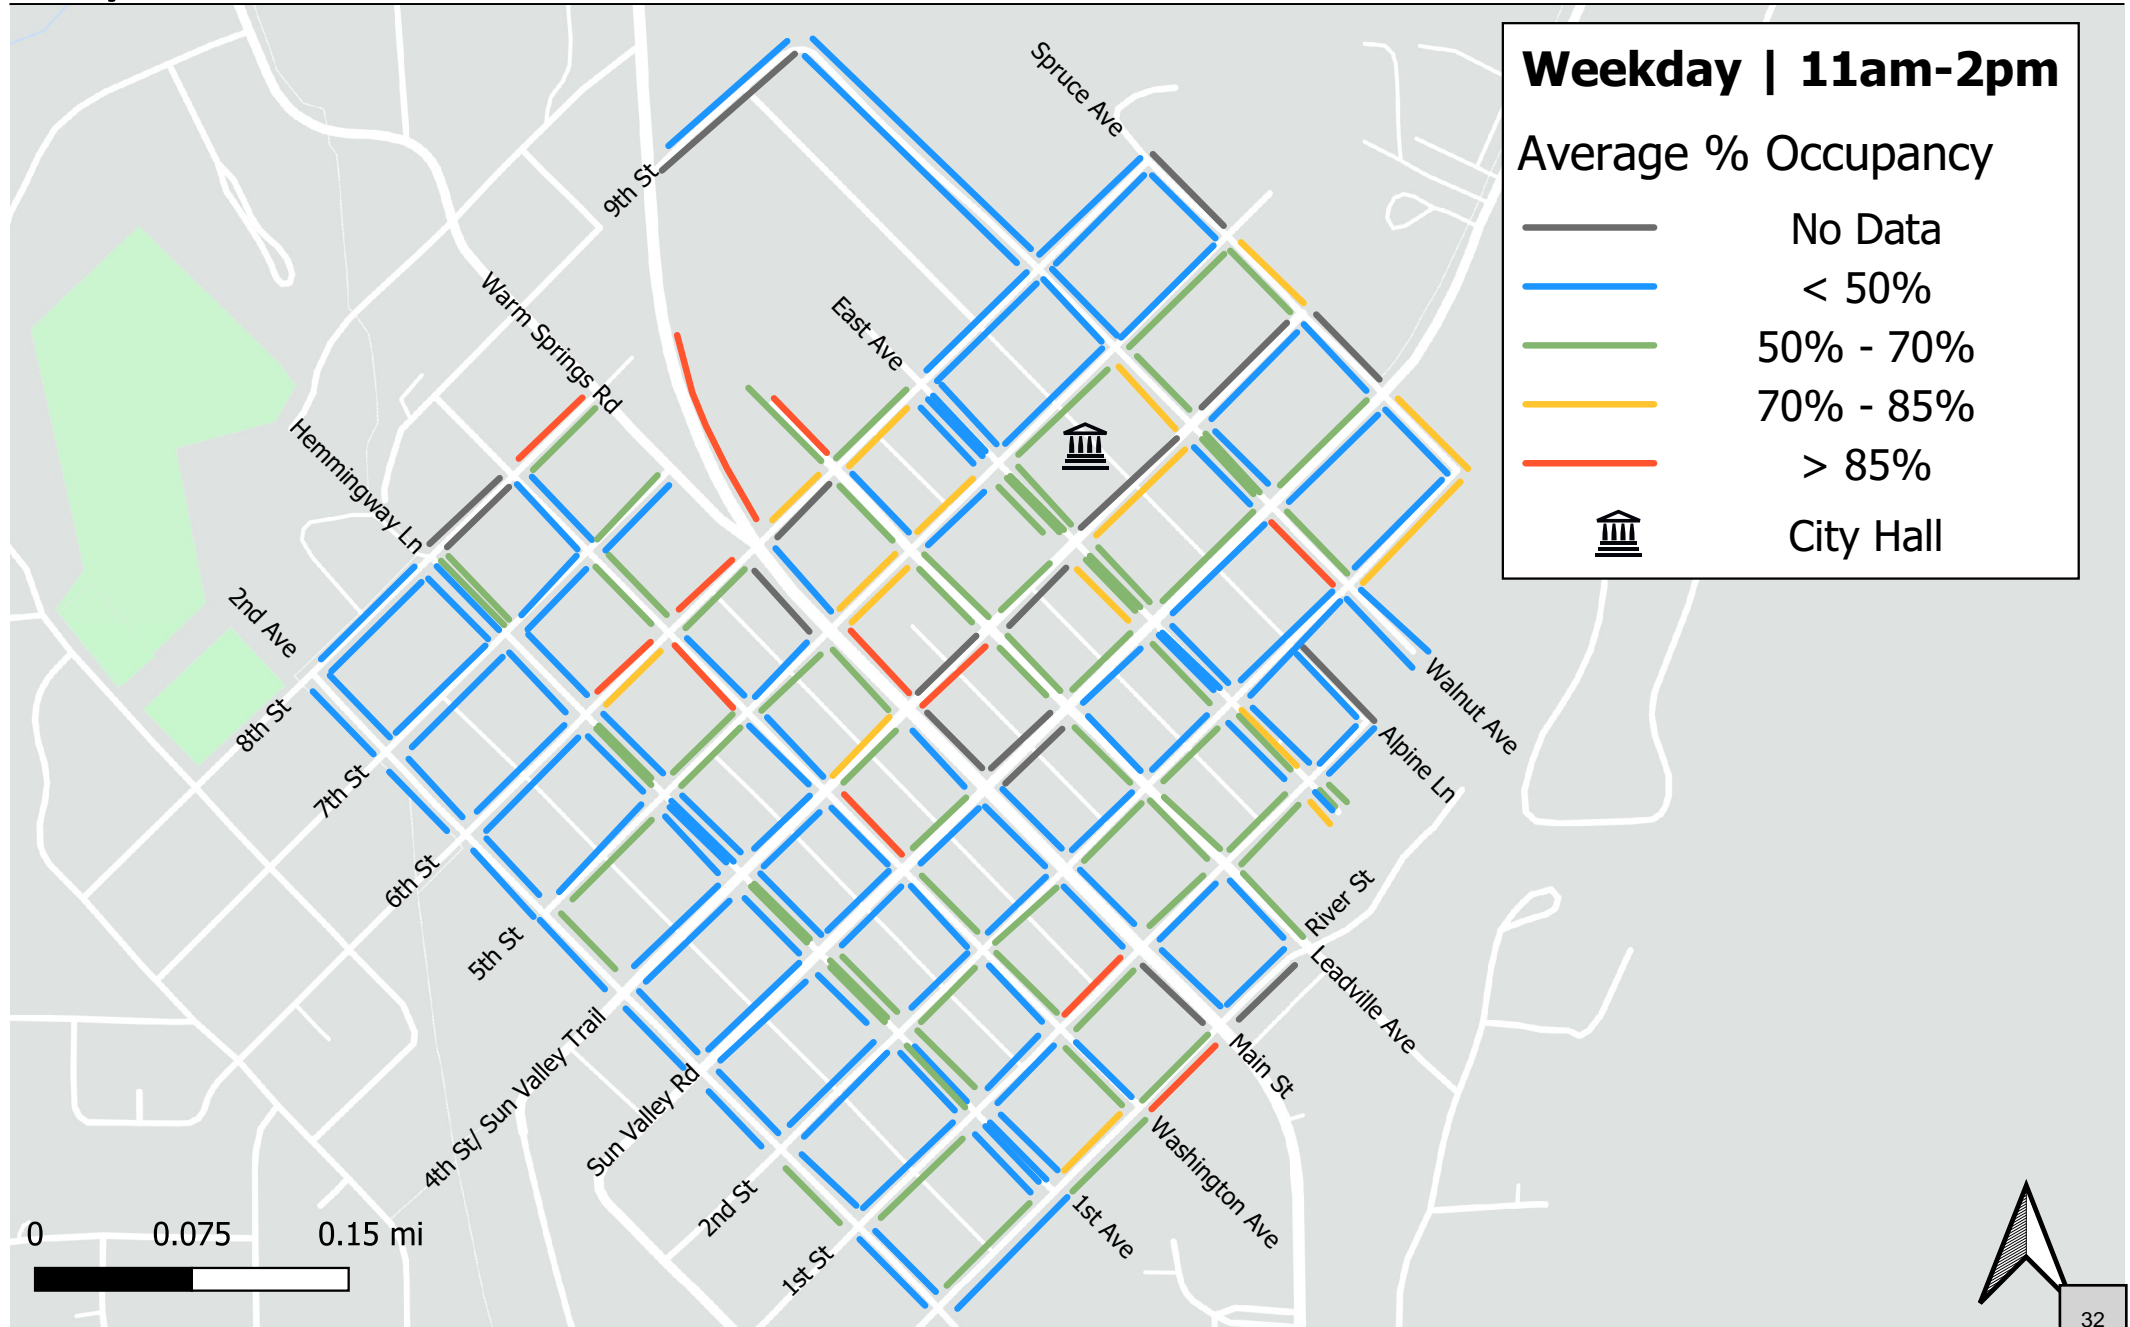 Weekday | 11am-2pm
Average % Occupancy
No Data
< 50%
50% - 70%
70% - 85%
> 85%
City Hall
Spruce Ave
9th St
East Ave
Warm Springs Rd
Hemmingway Ln
2nd Ave
8th St
7th St
6th St
5th St
4th St/ Sun Valley Trail
Sun Valley Rd
2nd St
1st St
1st Ave
Washington Ave
Main St
Leadville Ave
River St
Alpine Ln
Walnut Ave
0 0.075 0.15 mi
32